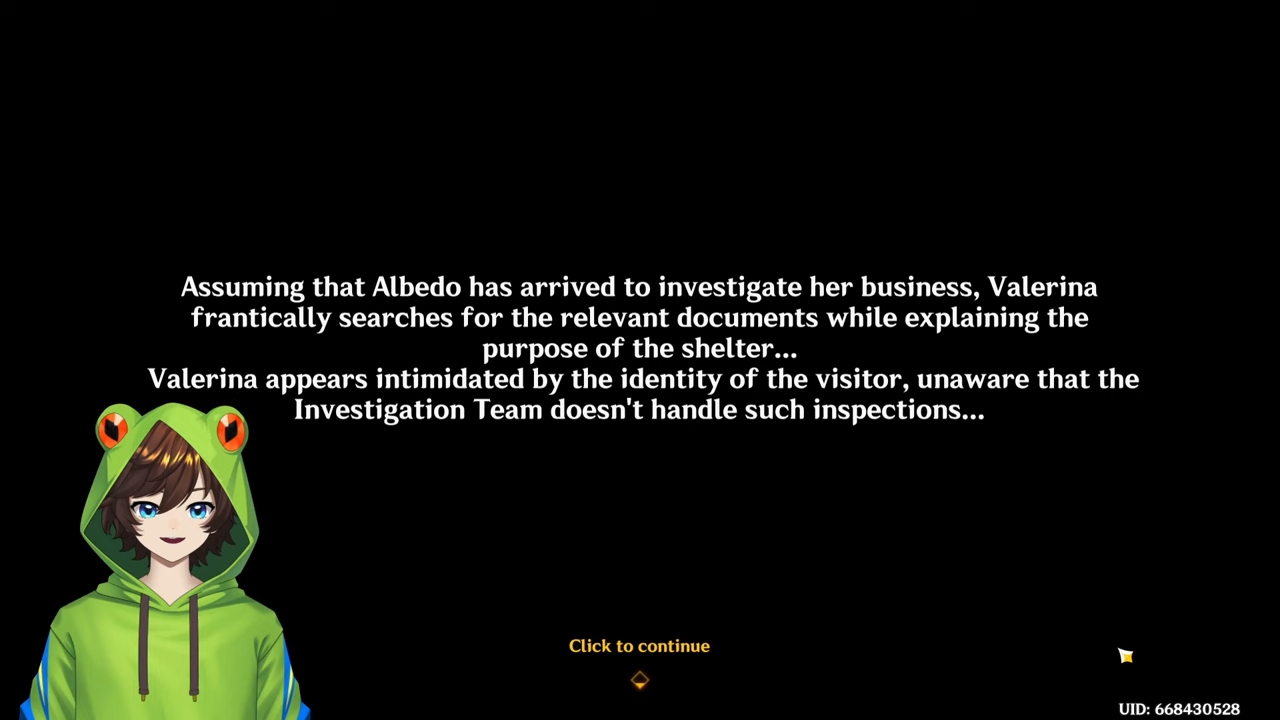 Assuming that Albedo has arrived to investigate her business, Valerina
frantically searches for the relevant documents while explaining the
purpose of the shelter...
Valerina appears intimidated by the identity of the visitor, unaware that the
Investigation Team doesn't handle such inspections...
Click to continue
UID: 668430528